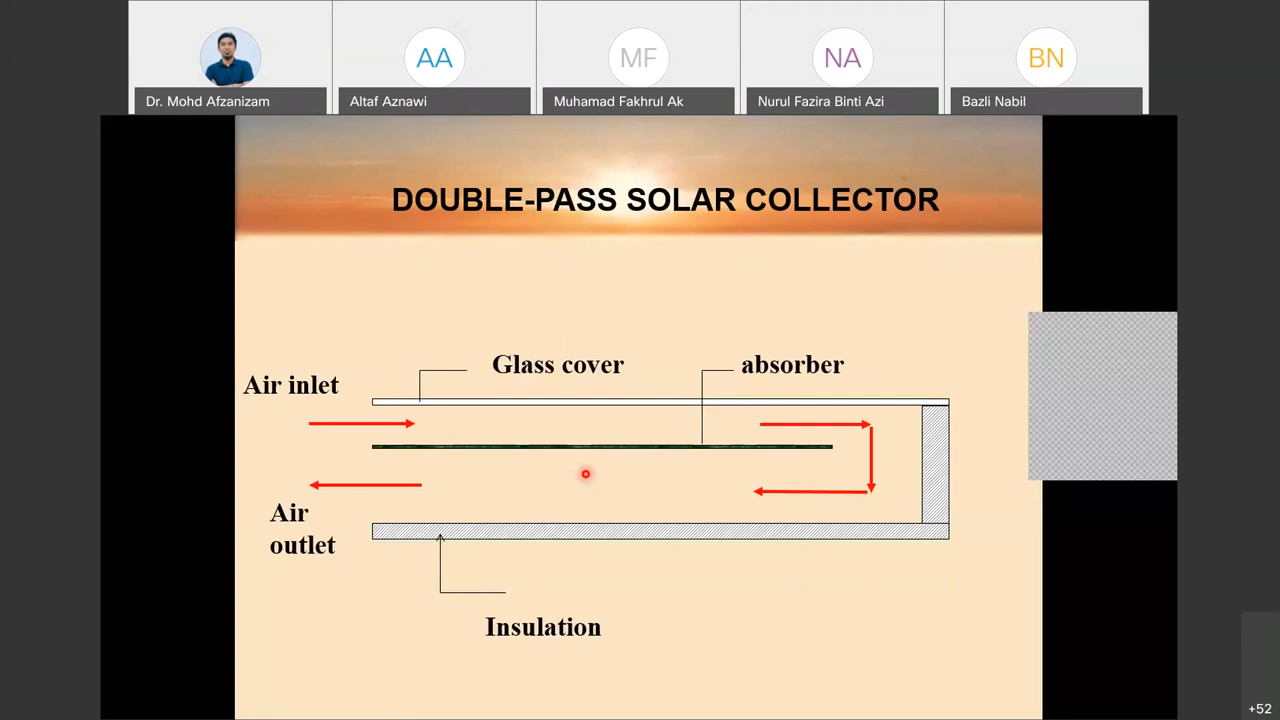 AA
MF
NA
BN
Dr. Mohd Afzanizam
Altaf Aznawi
Muhamad Fakhrul Ak
Nurul Fazira Binti Azi
Bazli Nabil
DOUBLE-PASS SOLAR COLLECTOR
Glass cover
absorber
Air inlet
Air
outlet
Insulation
+52